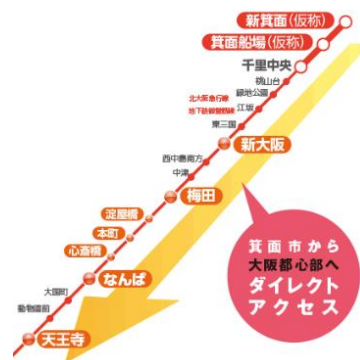 新箕面(仮称)
箕面船場(仮称)
千里中央
桃山台
緑地公園
北大阪急行線
江坂
地下鉄御堂筋線
東三国
新大阪
西中島南方
中津
梅田
淀屋橋
本町
心斎橋
なんば
大国町
動物園前
天王寺
箕面市から
大阪都心部へ
ダイレクト
アクセス